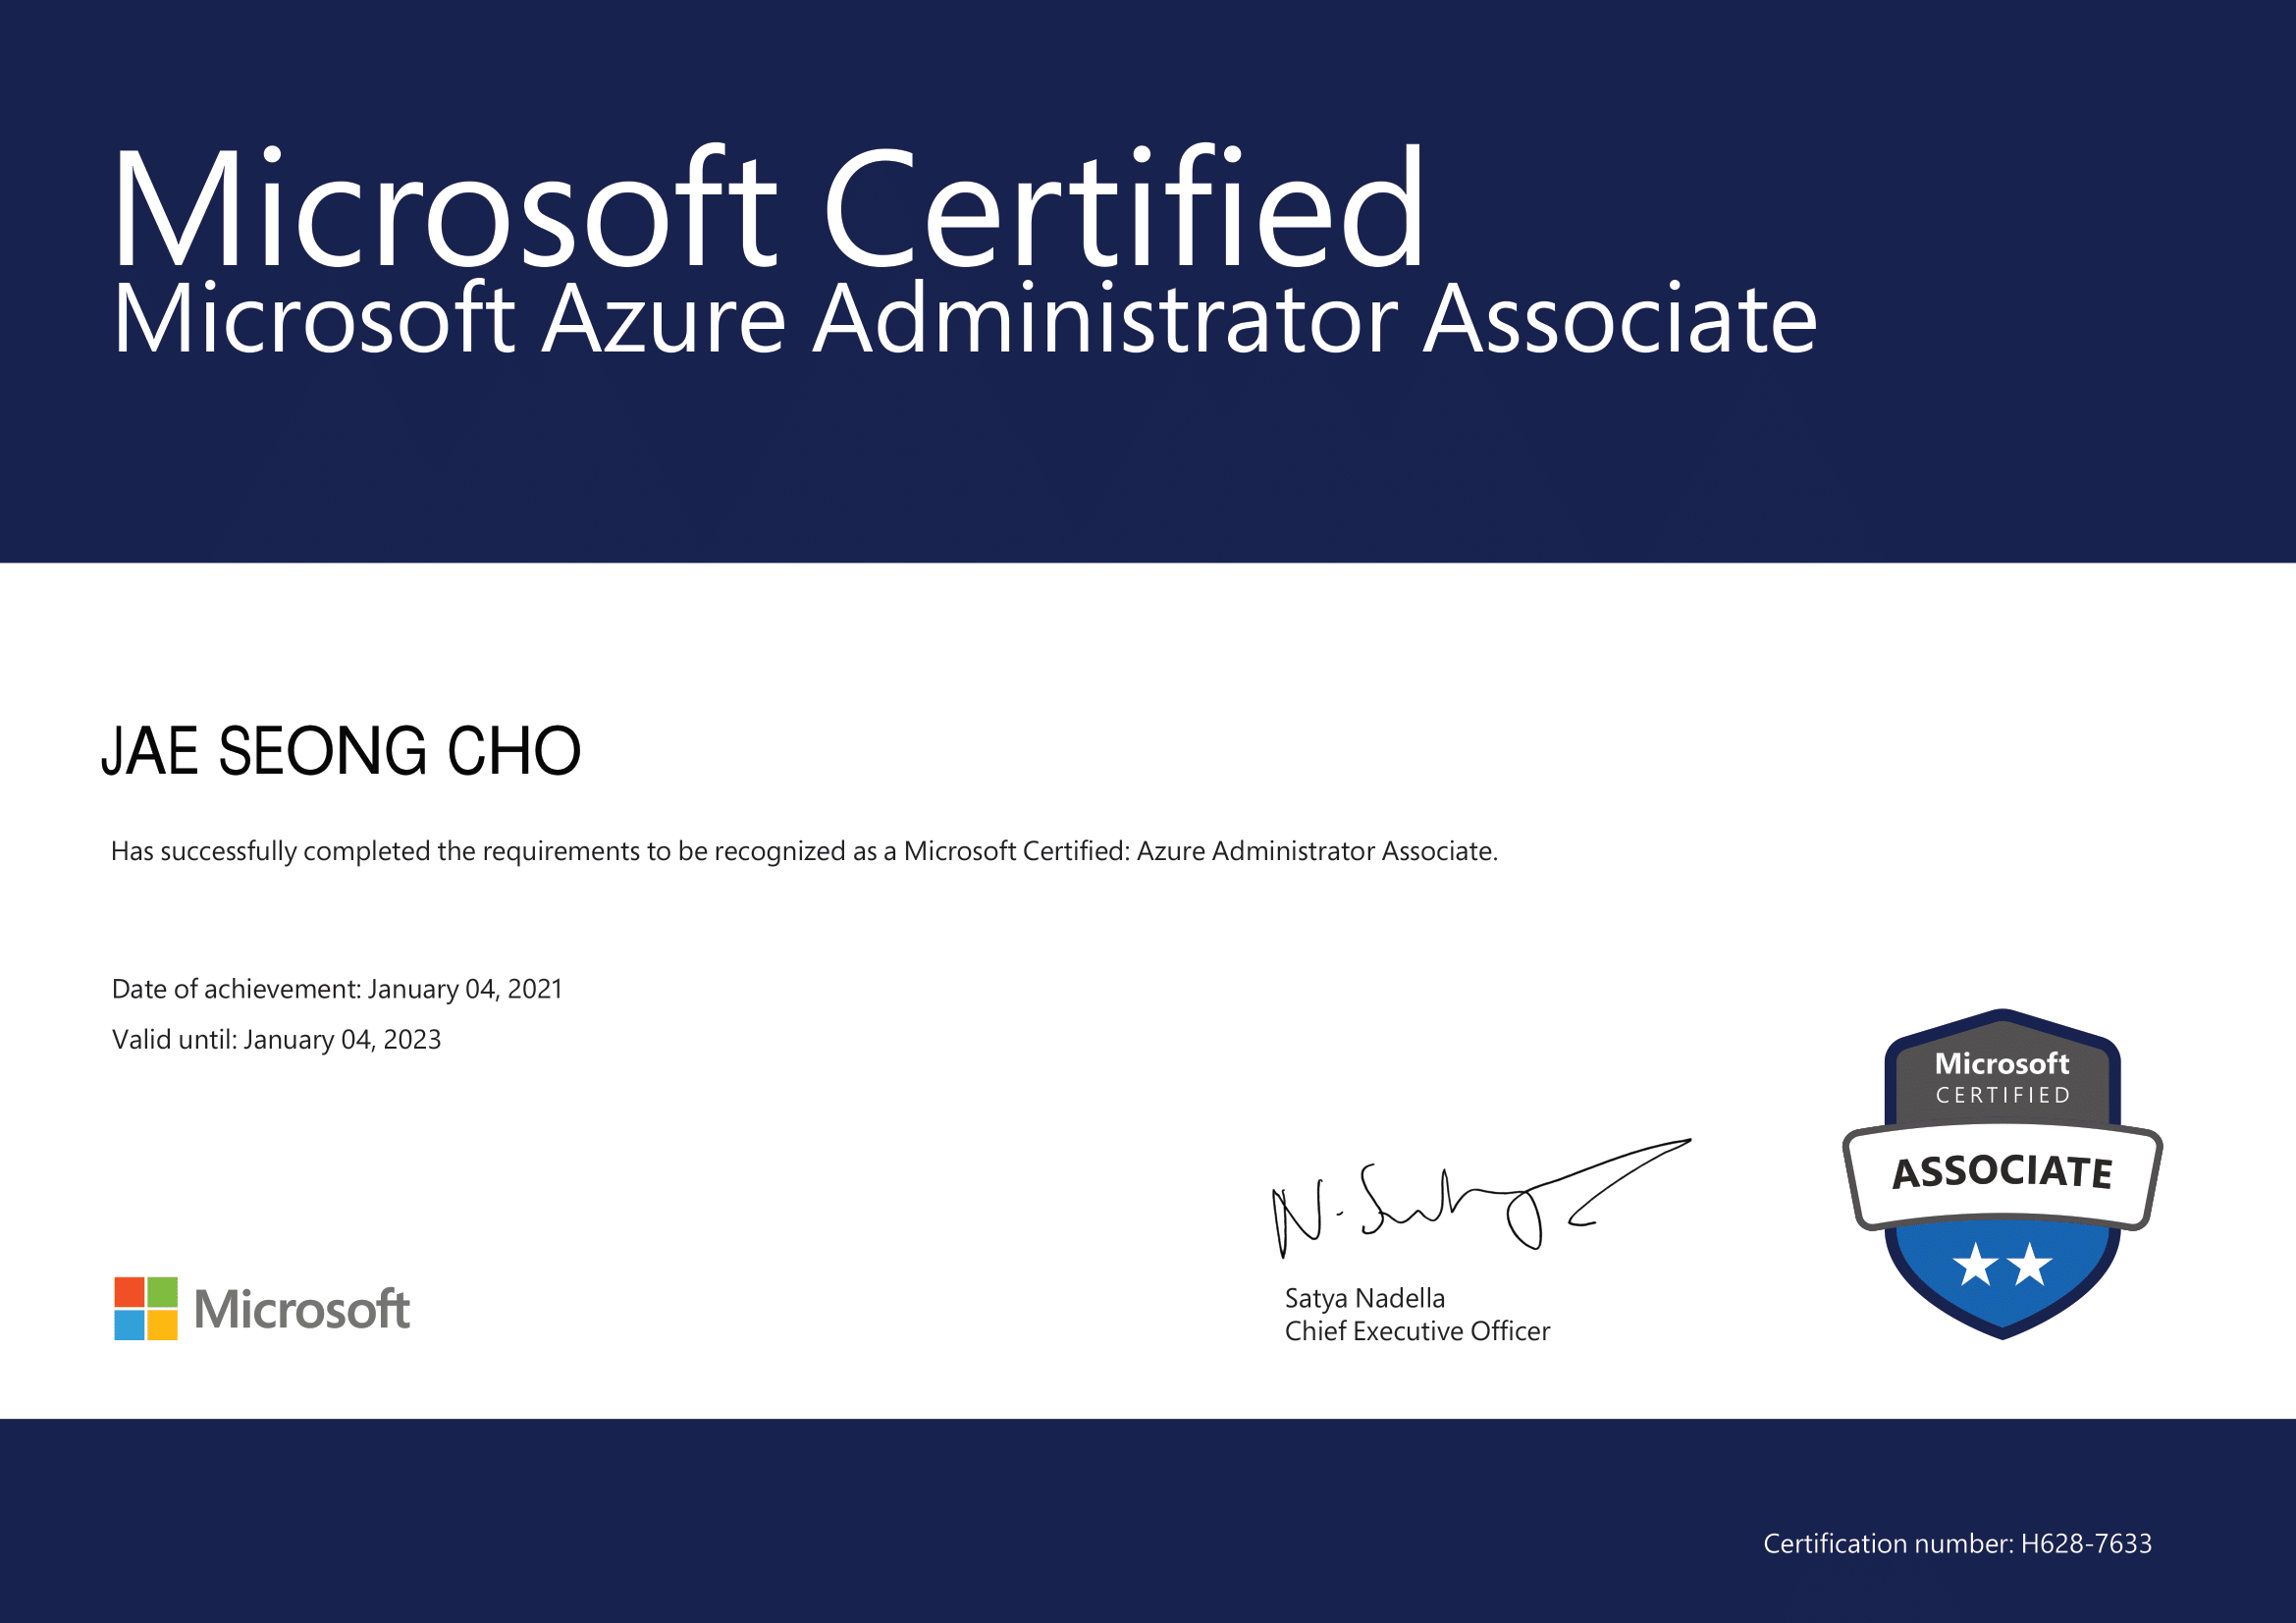 Microsoft Certified
Microsoft Azure Administrator Associate
JAE SEONG CHO
Has successfully completed the requirements to be recognized as a Microsoft Certified: Azure Administrator Associate.
Date of achievement: January 04, 2021
Valid until: January 04, 2023
Microsoft
CERTIFIED
ASSOCIATE
N. Satya
Satya Nadella
Chief Executive Officer
Microsoft
Certification number: H628-7633